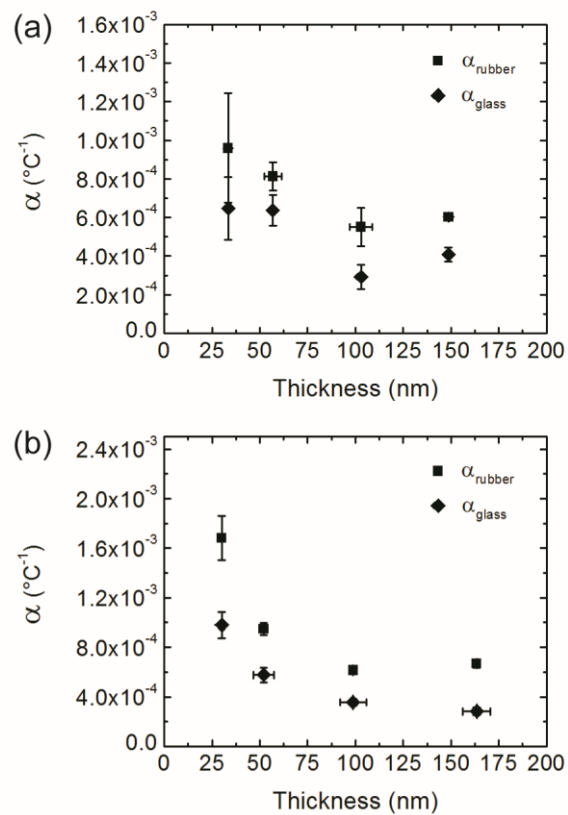 (a)
1.6x10⁻³
1.4x10⁻³
1.2x10⁻³
1.0x10⁻³
8.0x10⁻⁴
6.0x10⁻⁴
4.0x10⁻⁴
2.0x10⁻⁴
0.0
α (°C⁻¹)
α_rubber
α_glass
0 25 50 75 100 125 150 175 200
Thickness (nm)
(b)
2.4x10⁻³
2.0x10⁻³
1.6x10⁻³
1.2x10⁻³
8.0x10⁻⁴
4.0x10⁻⁴
0.0
α (°C⁻¹)
α_rubber
α_glass
0 25 50 75 100 125 150 175 200
Thickness (nm)